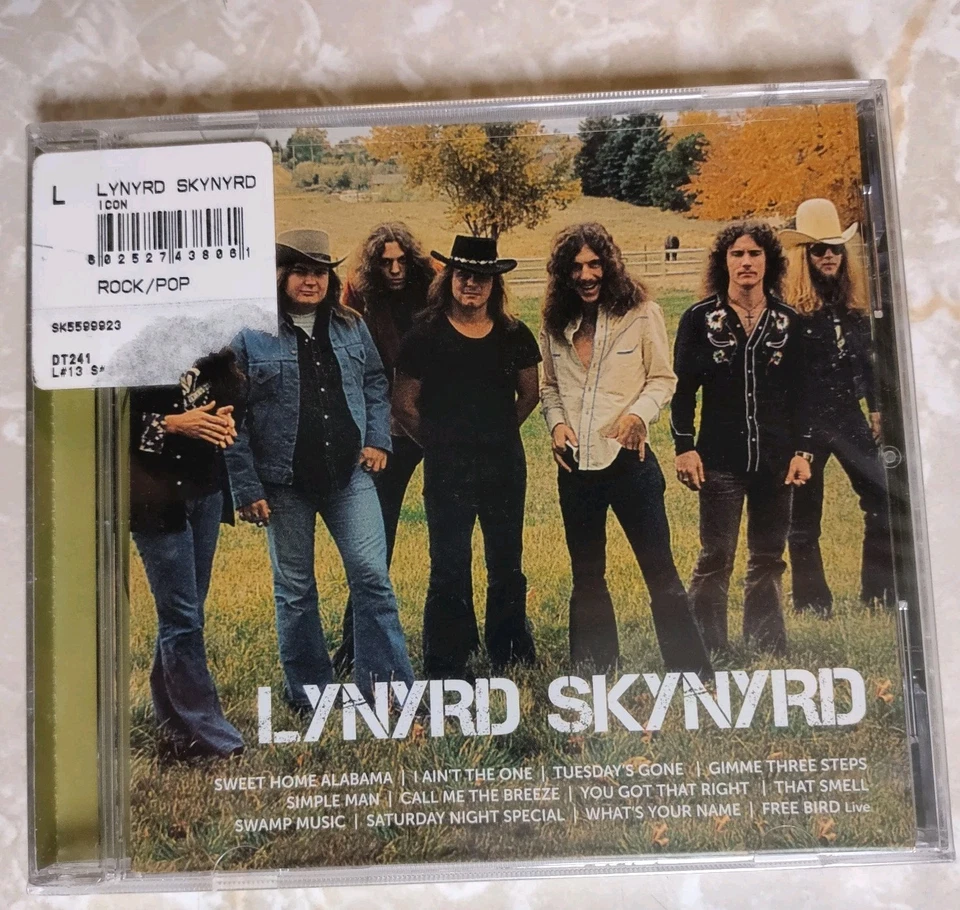 L LYNYRD SKYNYRD
ICON
6 02527 43806 1
ROCK/POP
SK5599923
DT241
L#13 S*
LYNYRD SKYNYRD
SWEET HOME ALABAMA | I AIN'T THE ONE | TUESDAY'S GONE | GIMME THREE STEPS
SIMPLE MAN | CALL ME THE BREEZE | YOU GOT THAT RIGHT | THAT SMELL
SWAMP MUSIC | SATURDAY NIGHT SPECIAL | WHAT'S YOUR NAME | FREE BIRD Live